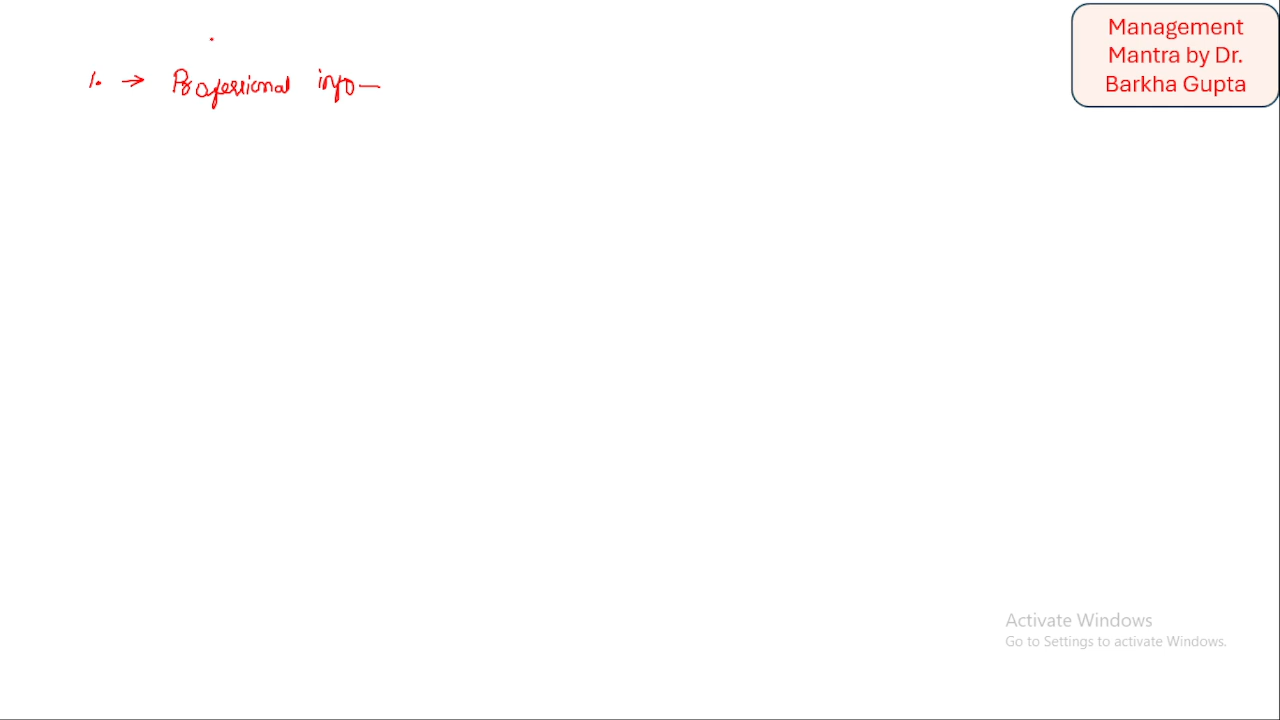 Management
Mantra by Dr.
Barkha Gupta
1. → Professional info —
Activate Windows
Go to Settings to activate Windows.